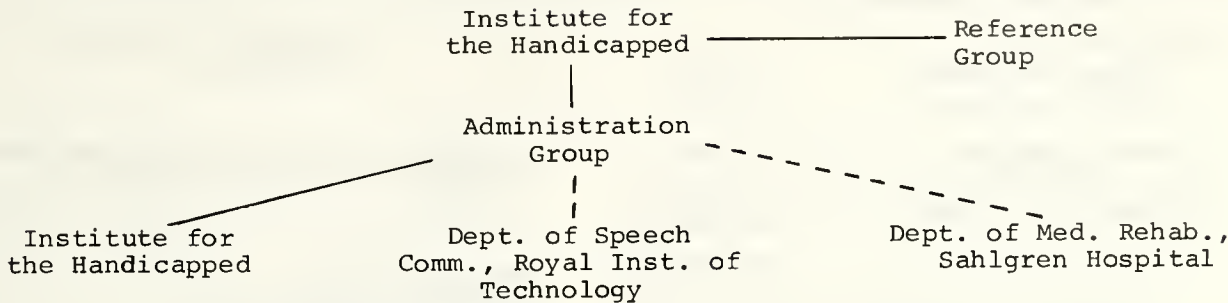 Institute for
the Handicapped
Reference
Group
Administration
Group
Institute for
the Handicapped
Dept. of Speech
Comm., Royal Inst. of
Technology
Dept. of Med. Rehab.,
Sahlgren Hospital